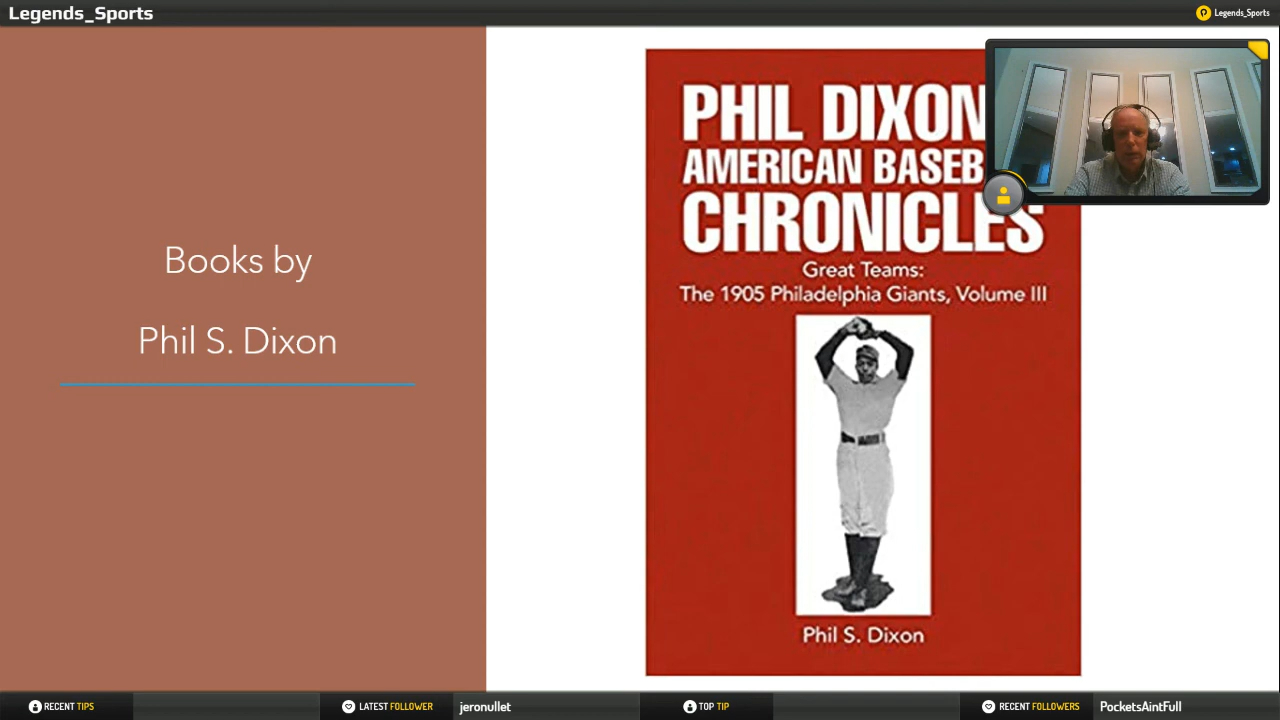 Legends_Sports
Legends_Sports
Books by
Phil S. Dixon
PHIL DIXON
AMERICAN BASEB
CHRONICLES
Great Teams:
The 1905 Philadelphia Giants, Volume III
Phil S. Dixon
RECENT TIPS
LATEST FOLLOWER
jeronullet
TOP TIP
RECENT FOLLOWERS
PocketsAintFull